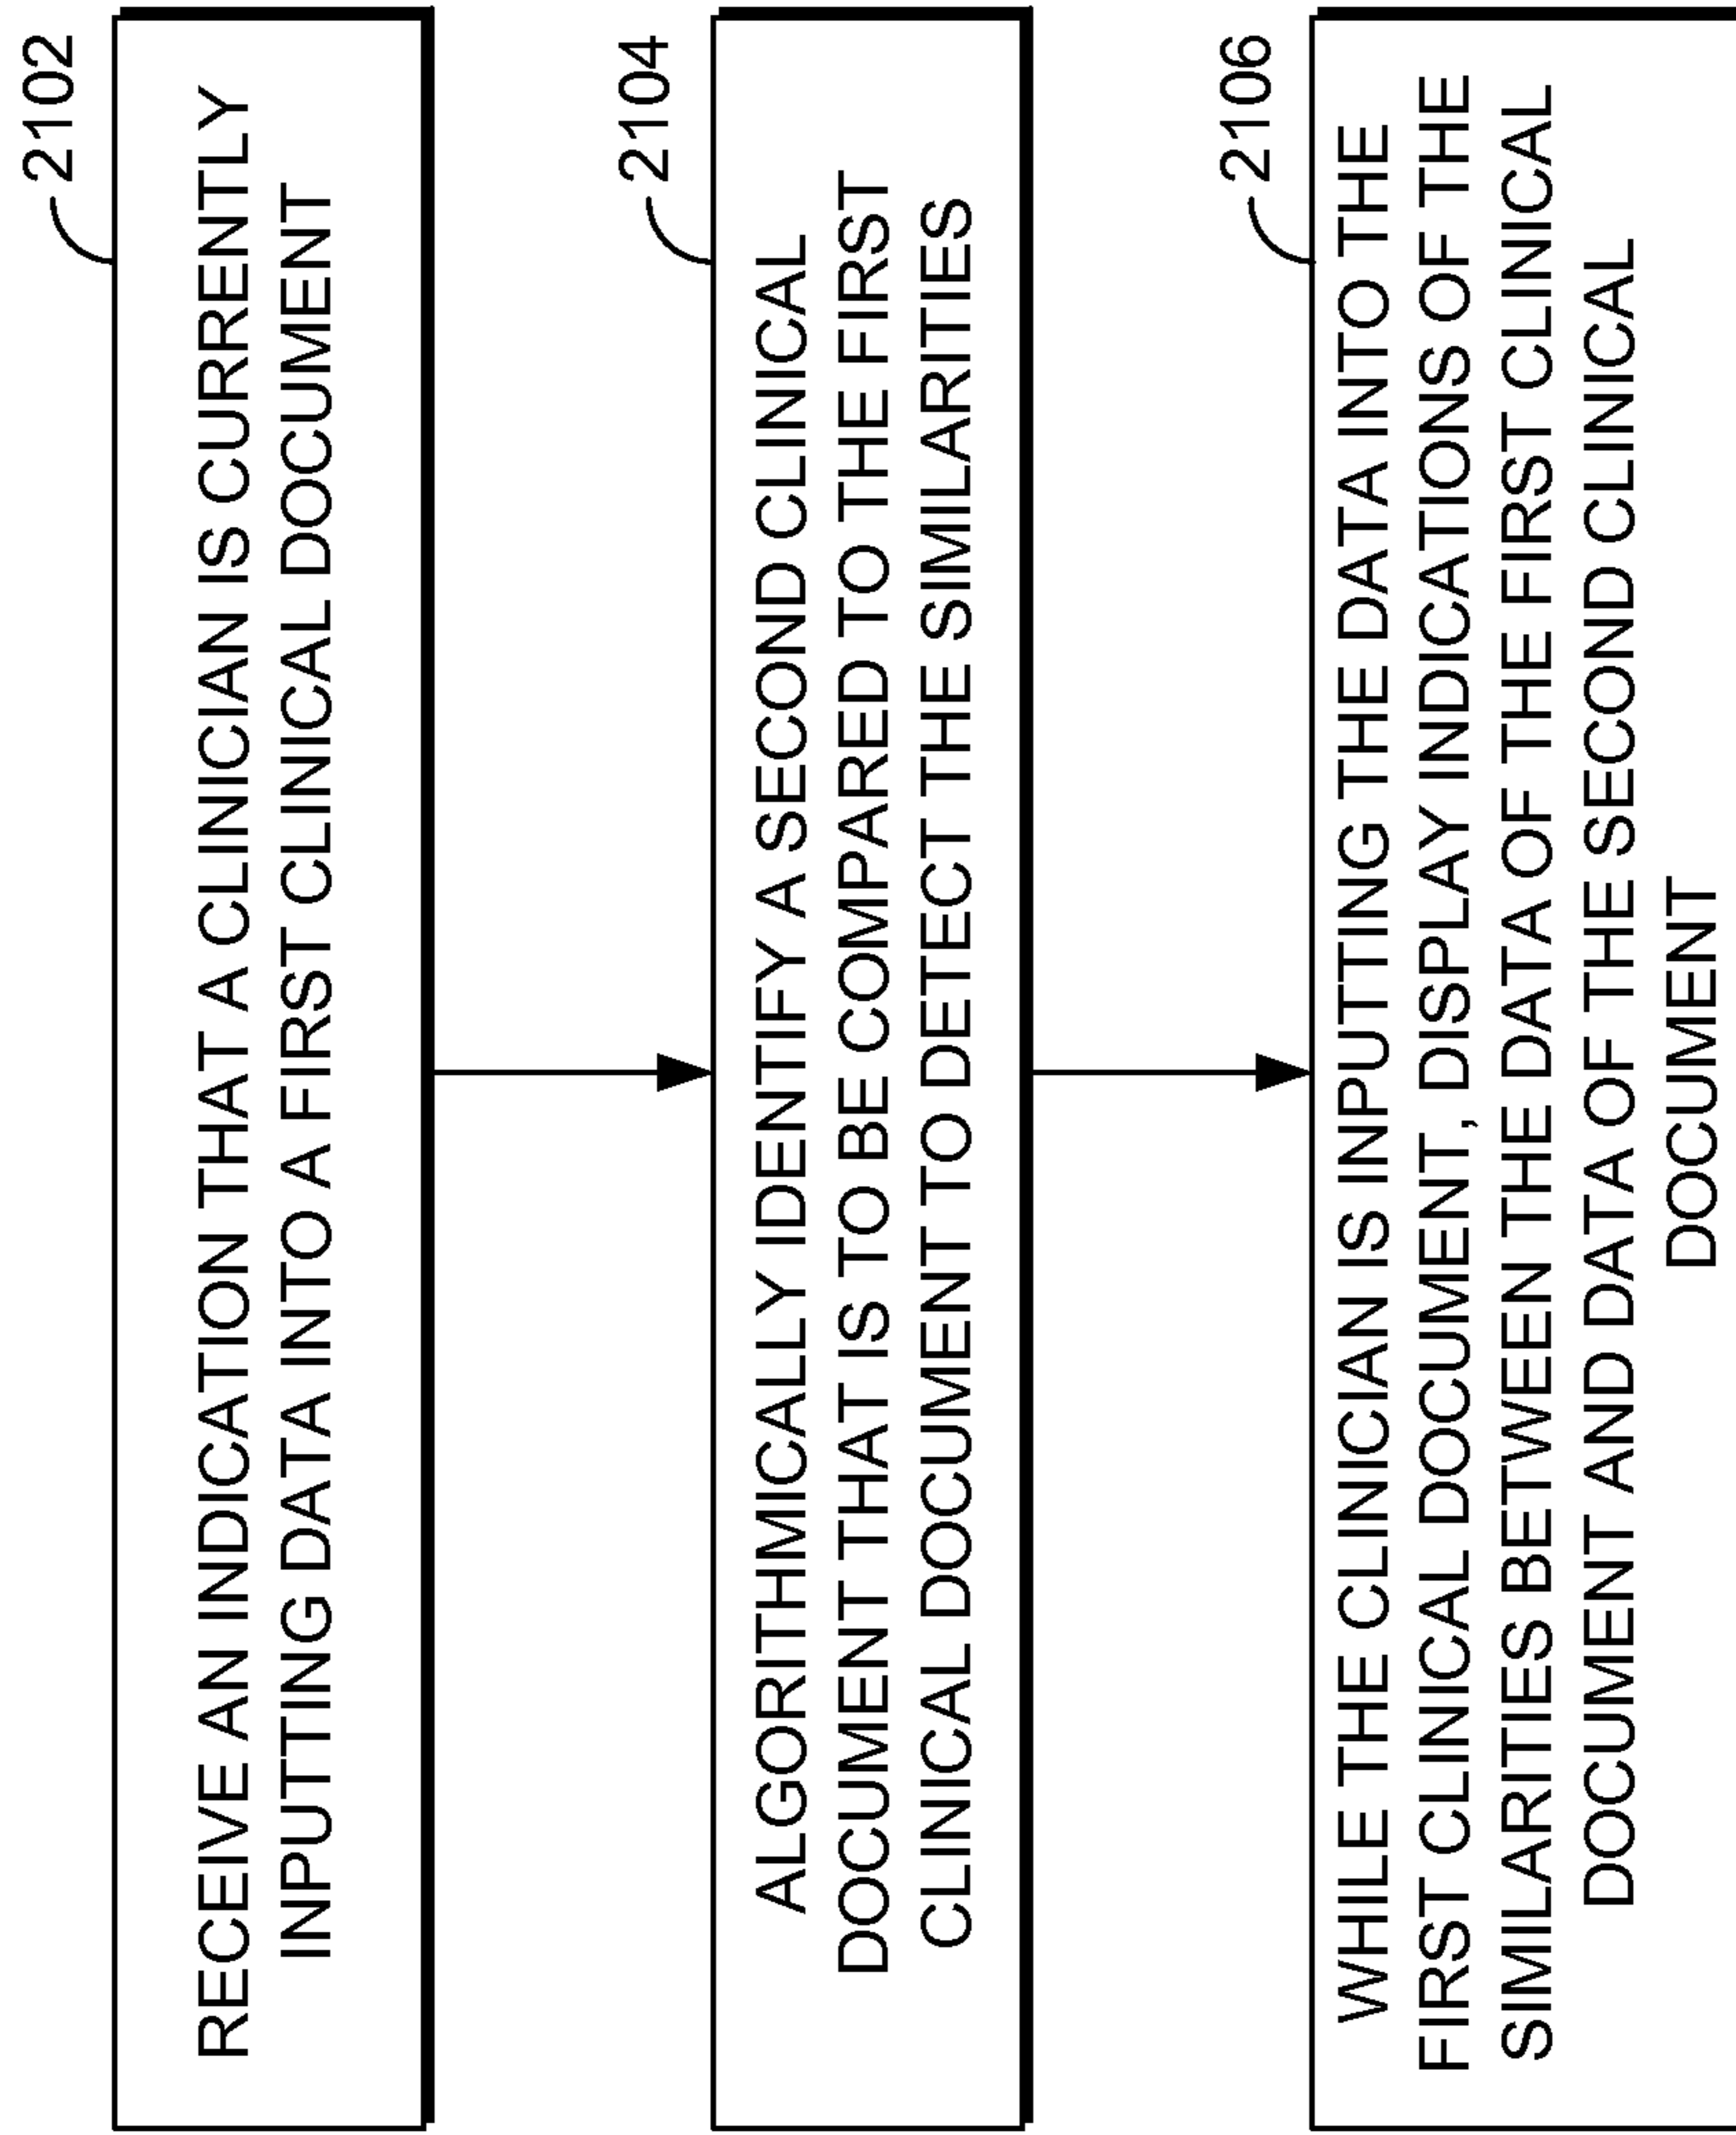 2102
RECEIVE AN INDICATION THAT A CLINICIAN IS CURRENTLY
INPUTTING DATA INTO A FIRST CLINICAL DOCUMENT
2104
ALGORITHMICALLY IDENTIFY A SECOND CLINICAL
DOCUMENT THAT IS TO BE COMPARED TO THE FIRST
CLINICAL DOCUMENT TO DETECT THE SIMILARITIES
2106
WHILE THE CLINICIAN IS INPUTTING THE DATA INTO THE
FIRST CLINICAL DOCUMENT, DISPLAY INDICATIONS OF THE
SIMILARITIES BETWEEN THE DATA OF THE FIRST CLINICAL
DOCUMENT AND DATA OF THE SECOND CLINICAL
DOCUMENT